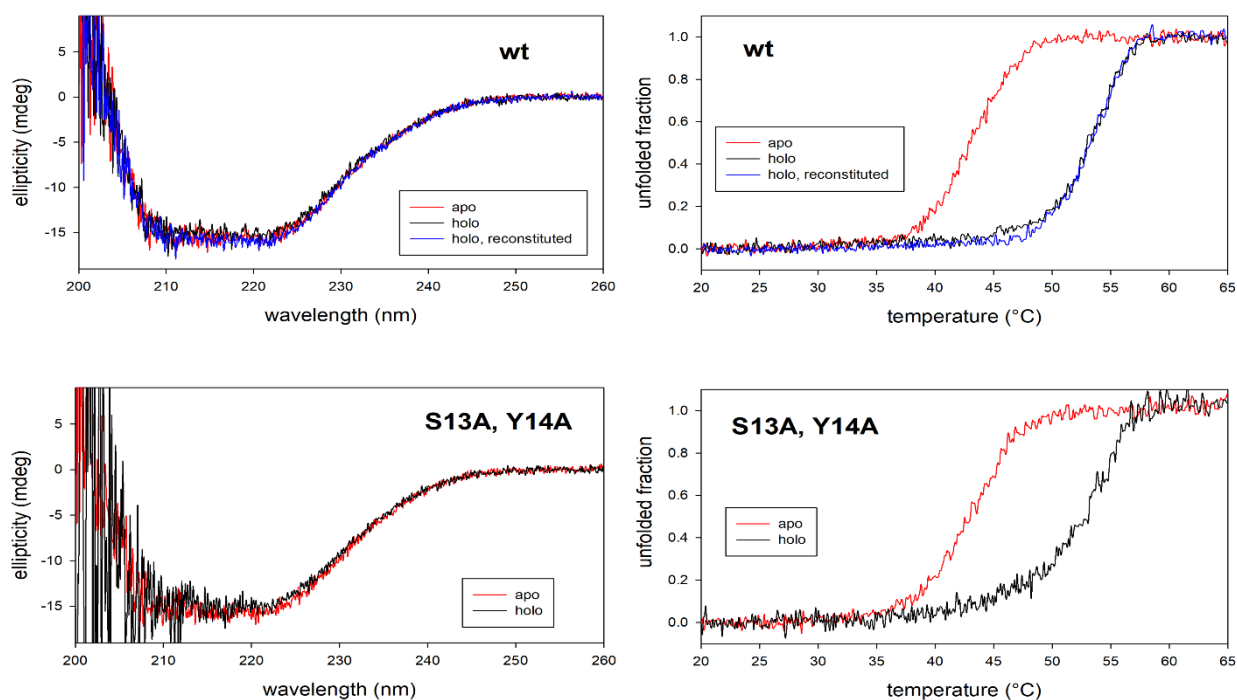 wt
ellipticity (mdeg)
5
0
-5
-10
-15
apo
holo
holo, reconstituted
200 210 220 230 240 250 260
wavelength (nm)
wt
unfolded fraction
1.0
0.8
0.6
0.4
0.2
0.0
apo
holo
holo, reconstituted
20 25 30 35 40 45 50 55 60 65
temperature (°C)
S13A, Y14A
ellipticity (mdeg)
5
0
-5
-10
-15
apo
holo
200 210 220 230 240 250 260
wavelength (nm)
S13A, Y14A
unfolded fraction
1.0
0.8
0.6
0.4
0.2
0.0
apo
holo
20 25 30 35 40 45 50 55 60 65
temperature (°C)